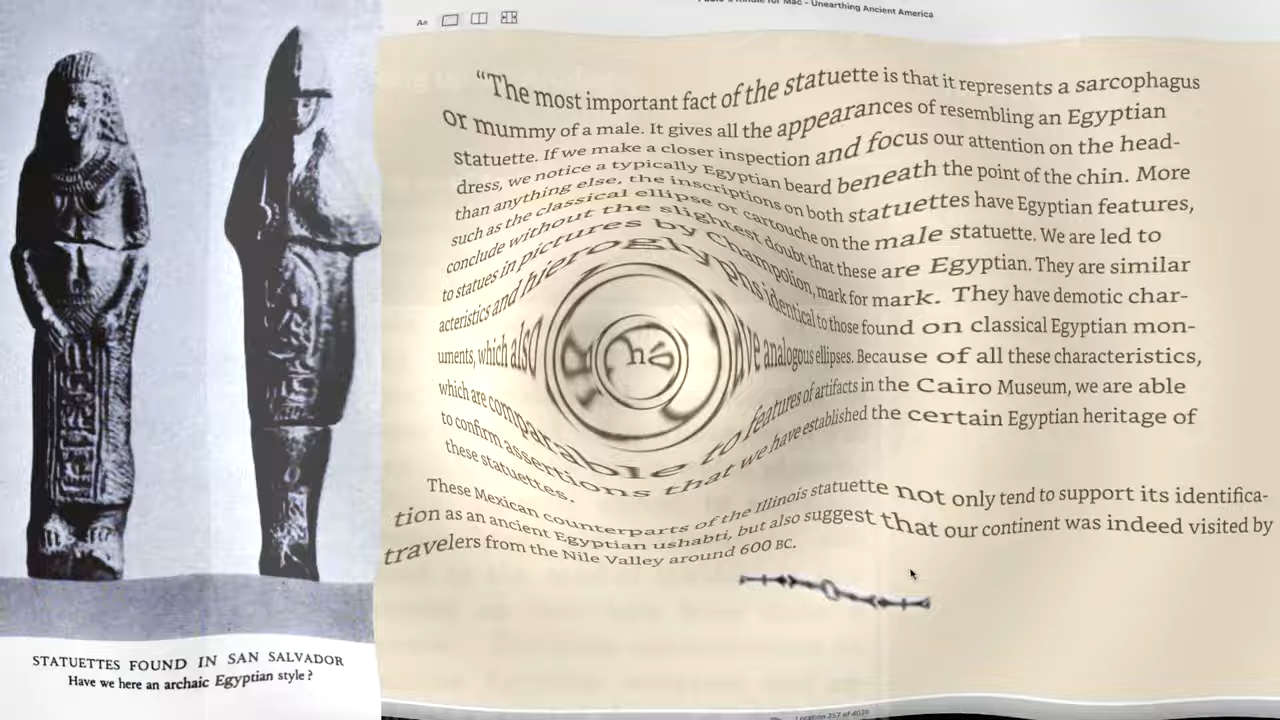 Kindle for Mac - Unearthing Ancient America
Aa
“The most important fact of the statuette is that it represents a sarcophagus
or mummy of a male. It gives all the appearances of resembling an Egyptian
statuette. If we make a closer inspection and focus our attention on the head-
dress, we notice a typically Egyptian beard beneath the point of the chin. More
than anything else, the inscriptions on both statuettes have Egyptian features,
such as the classical ellipse or cartouche on the male statuette. We are led to
conclude without the slightest doubt that these are Egyptian. They are similar
to statues in pictures by Champolion, mark for mark. They have demotic char-
acteristics and hieroglyphs identical to those found on classical Egyptian mon-
uments, which also have analogous ellipses. Because of all these characteristics,
which are comparable to features of artifacts in the Cairo Museum, we are able
to confirm assertions that we have established the certain Egyptian heritage of
these statuettes.
These Mexican counterparts of the Illinois statuette not only tend to support its identifica-
tion as an ancient Egyptian ushabti, but also suggest that our continent was indeed visited by
travelers from the Nile Valley around 600 BC.
STATUETTES FOUND IN SAN SALVADOR
Have we here an archaic Egyptian style?
Location 257 of